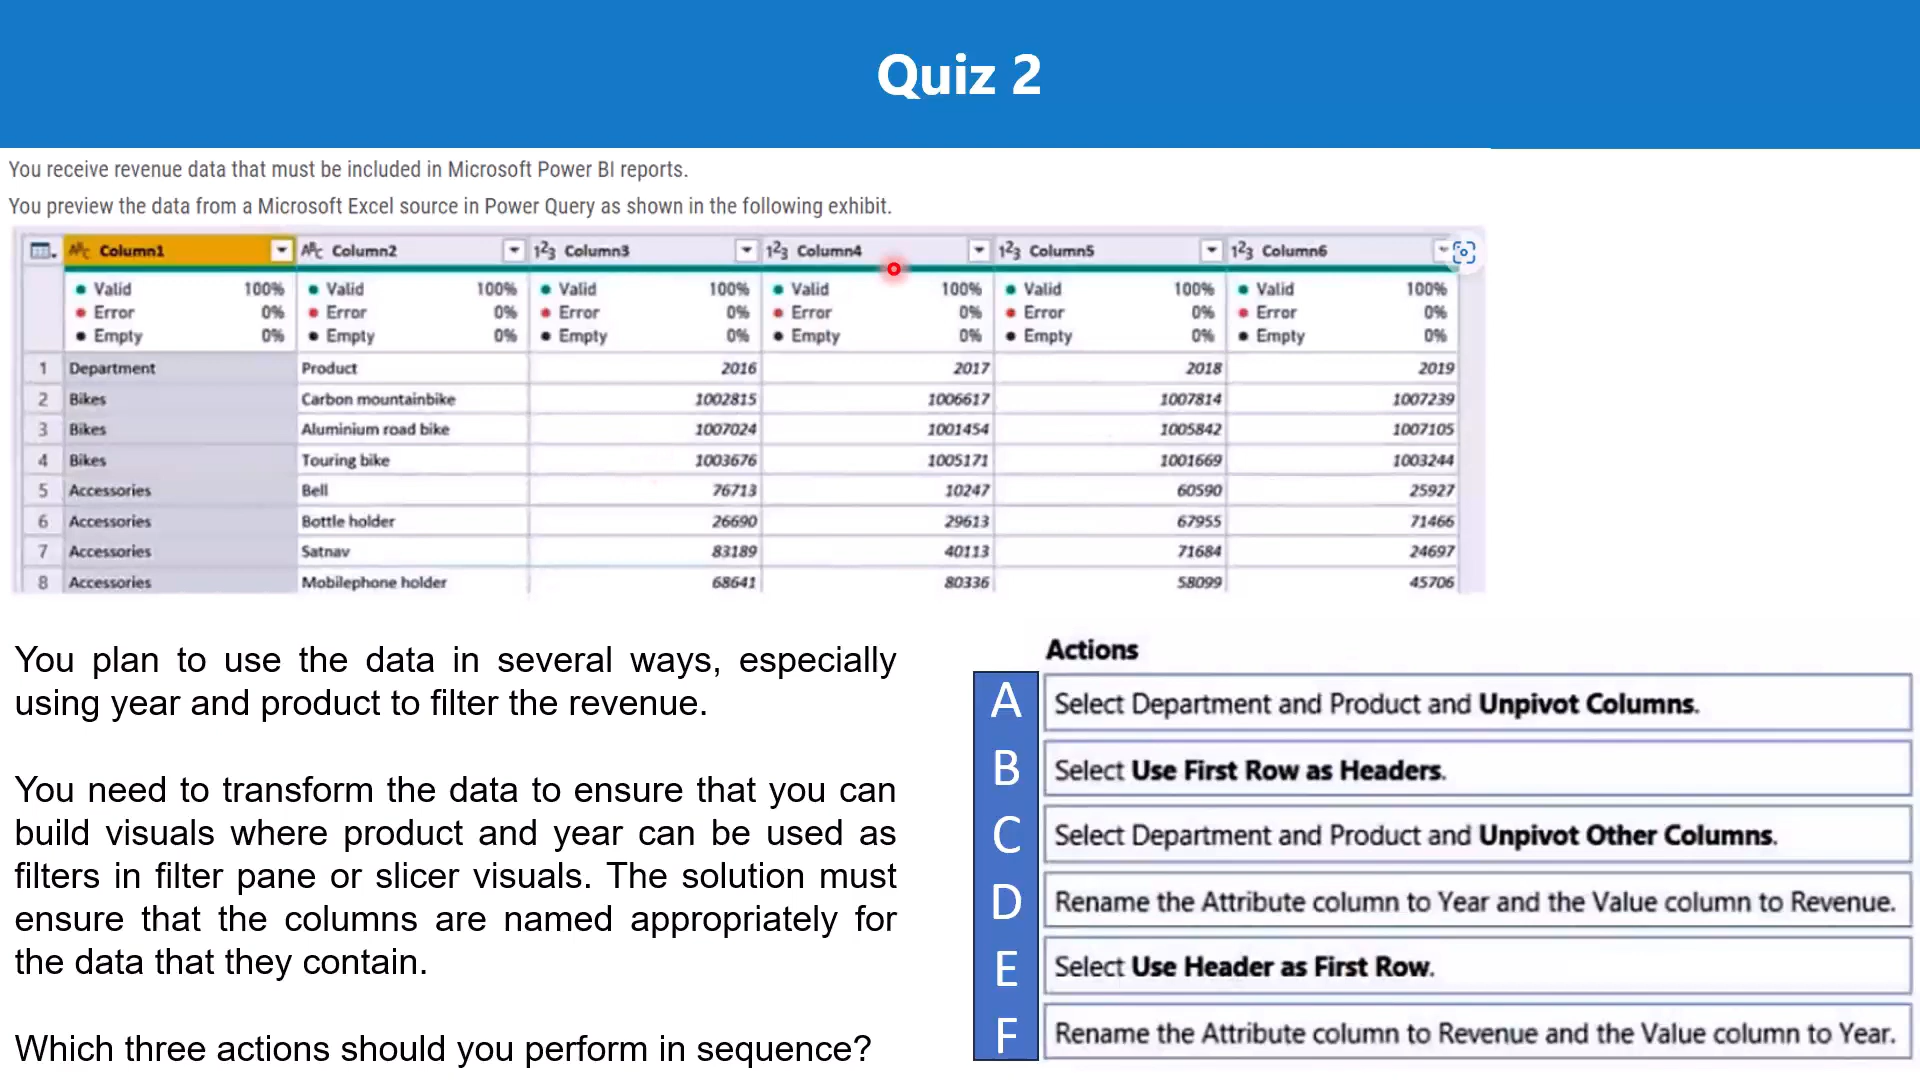 Quiz 2
You receive revenue data that must be included in Microsoft Power BI reports.
You preview the data from a Microsoft Excel source in Power Query as shown in the following exhibit.
ABC Column1 ABC Column2 123 Column3 123 Column4 123 Column5 123 Column6
Valid 100% Valid 100% Valid 100% Valid 100% Valid 100% Valid 100%
Error 0% Error 0% Error 0% Error 0% Error 0% Error 0%
Empty 0% Empty 0% Empty 0% Empty 0% Empty 0% Empty 0%
1 Department Product 2016 2017 2018 2019
2 Bikes Carbon mountainbike 1002815 1006617 1007814 1007239
3 Bikes Aluminium road bike 1007024 1001454 1005842 1007105
4 Bikes Touring bike 1003676 1005171 1001669 1003244
5 Accessories Bell 76713 10247 60590 25927
6 Accessories Bottle holder 26690 29613 67955 71466
7 Accessories Satnav 83189 40113 71684 24697
8 Accessories Mobilephone holder 68641 80336 58099 45706
You plan to use the data in several ways, especially
using year and product to filter the revenue.
You need to transform the data to ensure that you can
build visuals where product and year can be used as
filters in filter pane or slicer visuals. The solution must
ensure that the columns are named appropriately for
the data that they contain.
Which three actions should you perform in sequence?
Actions
A Select Department and Product and Unpivot Columns.
B Select Use First Row as Headers.
C Select Department and Product and Unpivot Other Columns.
D Rename the Attribute column to Year and the Value column to Revenue.
E Select Use Header as First Row.
F Rename the Attribute column to Revenue and the Value column to Year.